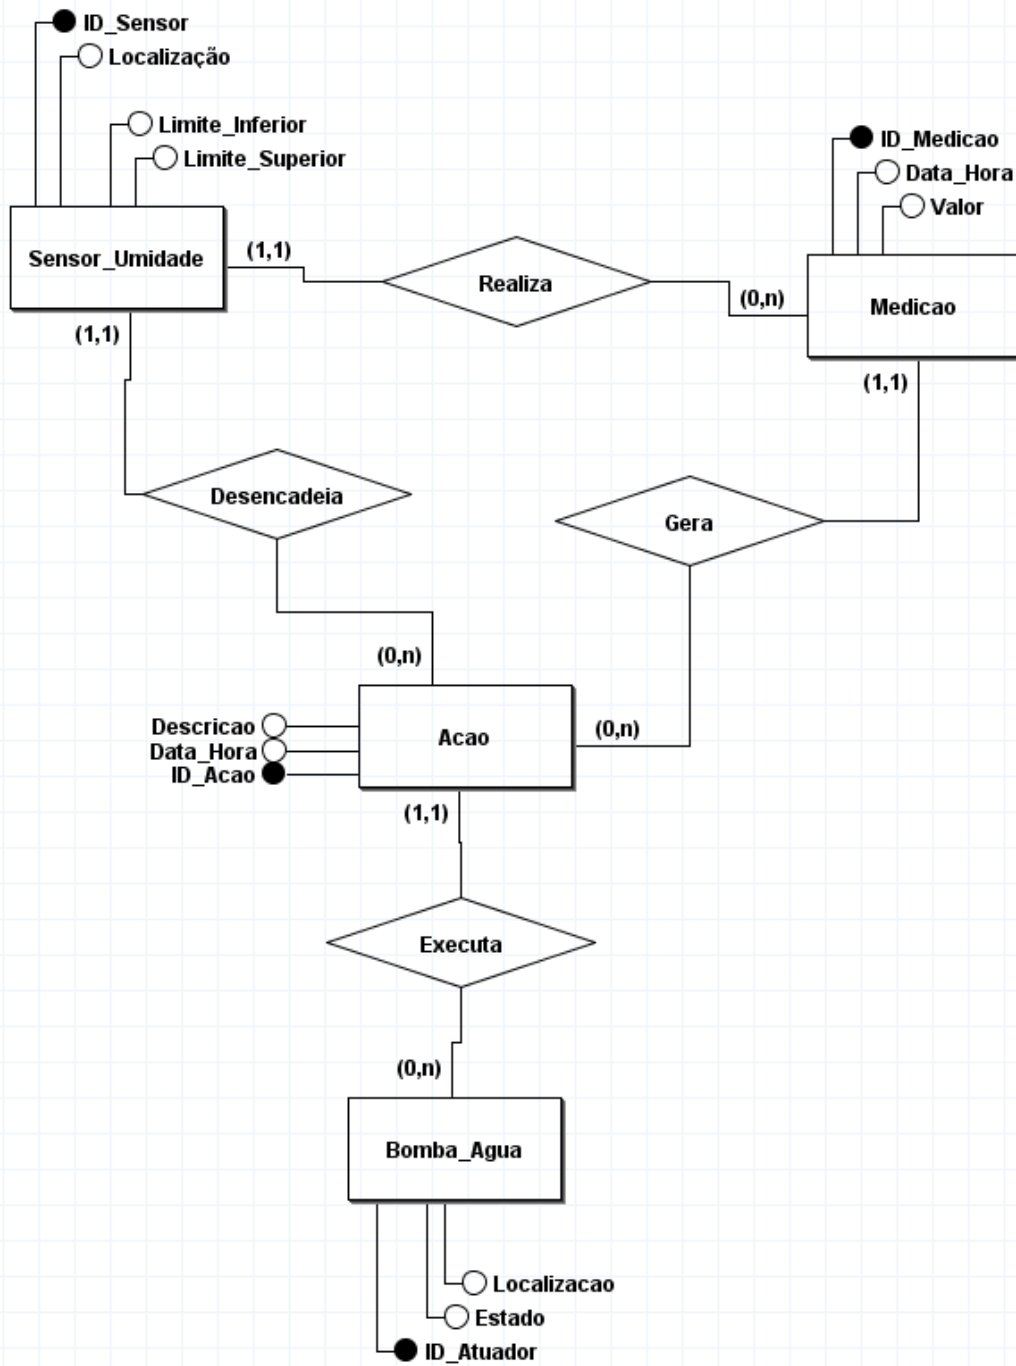 ID_Sensor
Localização
Limite_Inferior
Limite_Superior
ID_Medicao
Data_Hora
Valor
Sensor_Umidade
(1,1)
Realiza
(0,n)
Medicao
(1,1)
(1,1)
Desencadeia
Gera
(0,n)
Descricao
Data_Hora
ID_Acao
Acao
(0,n)
(1,1)
Executa
(0,n)
Bomba_Agua
Localizacao
Estado
ID_Atuador